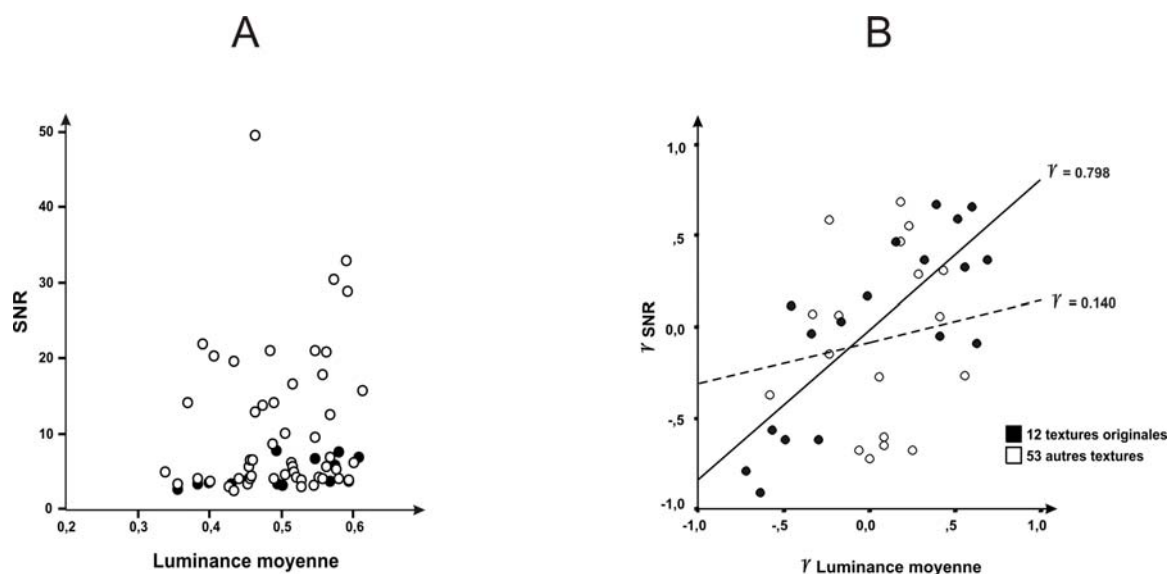 A
B
50
40
30
20
10
0
0,2
0,3
0,4
0,5
0,6
SNR
Luminance moyenne
1,0
,5
0,0
-,5
-1,0
-1,0
-,5
0,0
,5
1,0
γ SNR
γ Luminance moyenne
γ = 0.798
γ = 0.140
12 textures originales
53 autres textures